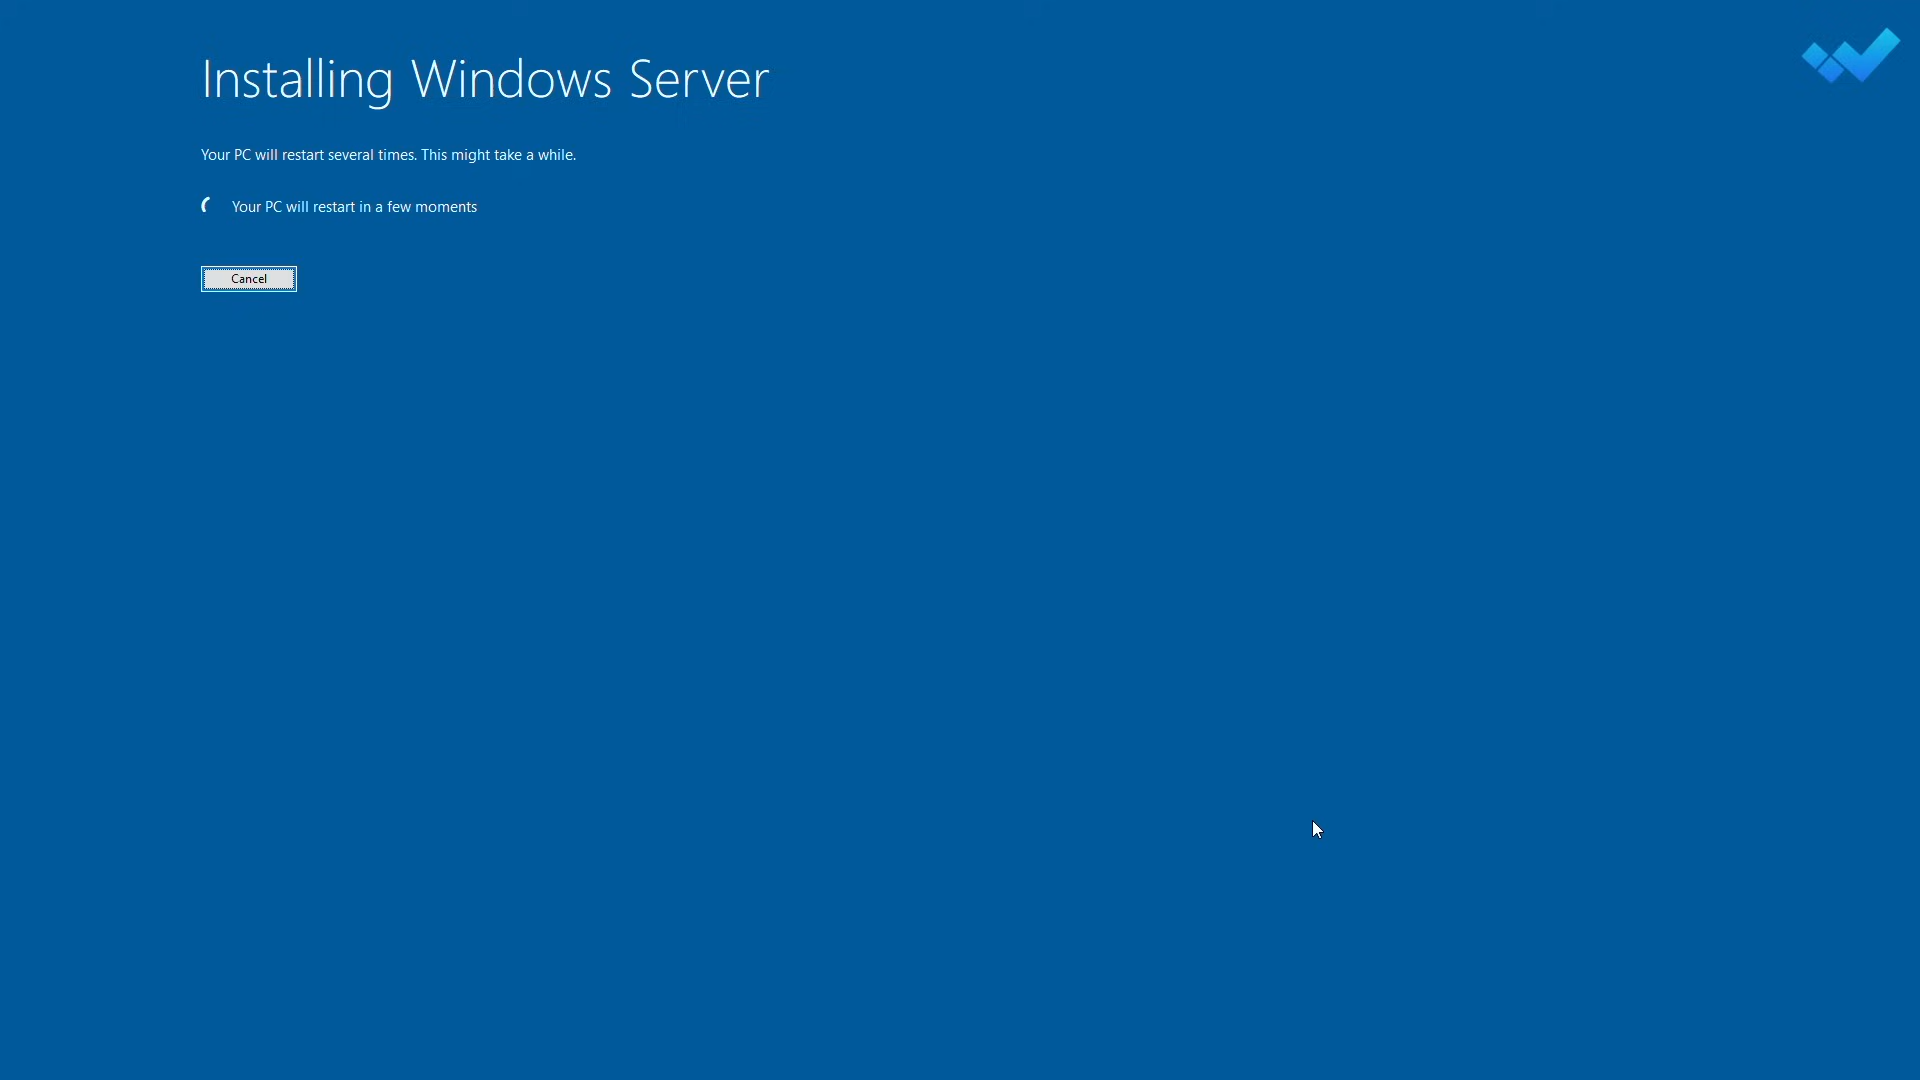 Installing Windows Server
Your PC will restart several times. This might take a while.
Your PC will restart in a few moments
Cancel